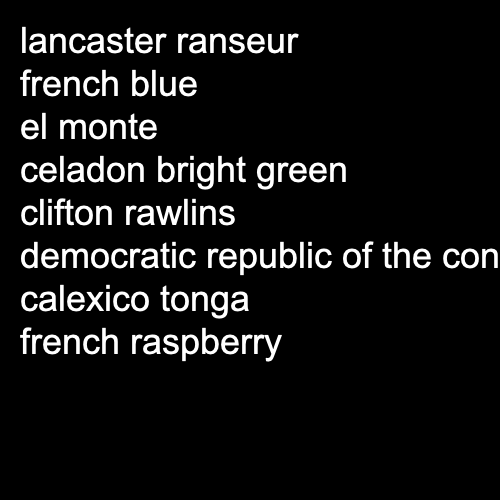 lancaster ranseur
french blue
el monte
celadon bright green
clifton rawlins
democratic republic of the con
calexico tonga
french raspberry